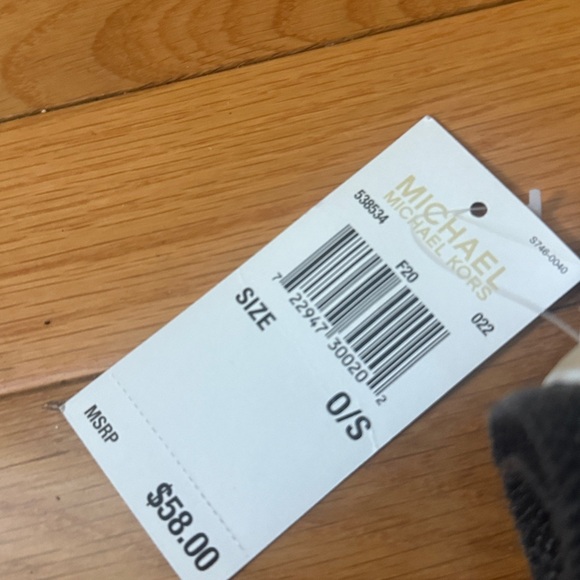 S746-0040
MICHAEL
MICHAEL KORS
538534 F20 022
7 22947 30020 2
SIZE O/S
MSRP $58.00